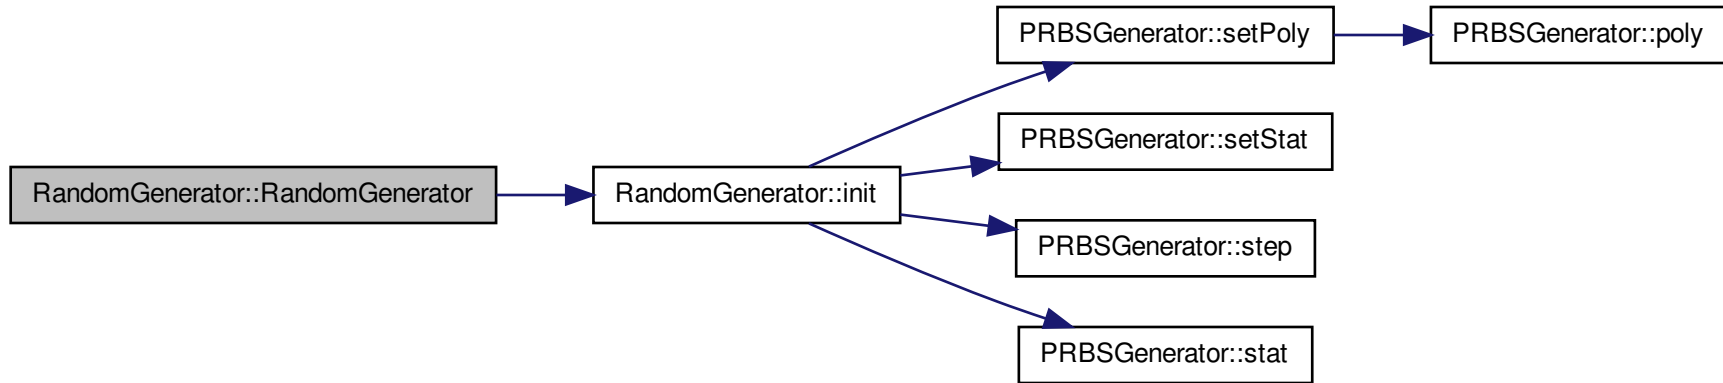 PRBSGenerator::setPoly
PRBSGenerator::poly
PRBSGenerator::setStat
RandomGenerator::RandomGenerator
RandomGenerator::init
PRBSGenerator::step
PRBSGenerator::stat